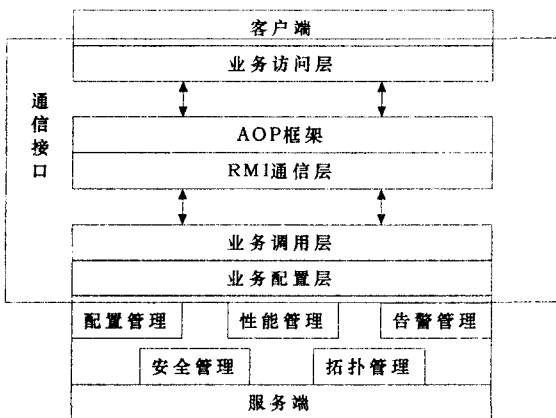 客户端
业务访问层
通信接口
AOP框架
RMI通信层
业务调用层
业务配置层
配置管理 性能管理 告警管理
安全管理 拓扑管理
服务端